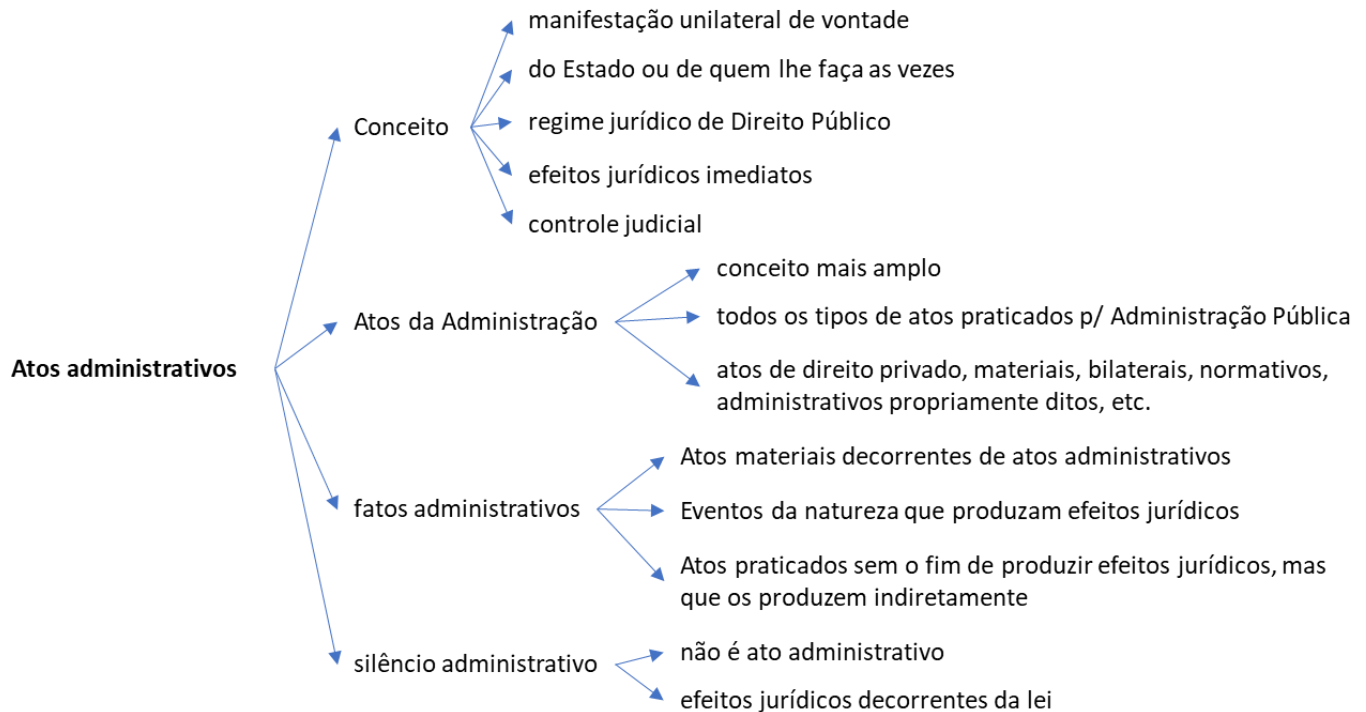 Atos administrativos
Conceito
manifestação unilateral de vontade
do Estado ou de quem lhe faça as vezes
regime jurídico de Direito Público
efeitos jurídicos imediatos
controle judicial
Atos da Administração
conceito mais amplo
todos os tipos de atos praticados p/ Administração Pública
atos de direito privado, materiais, bilaterais, normativos,
administrativos propriamente ditos, etc.
fatos administrativos
Atos materiais decorrentes de atos administrativos
Eventos da natureza que produzam efeitos jurídicos
Atos praticados sem o fim de produzir efeitos jurídicos, mas
que os produzem indiretamente
silêncio administrativo
não é ato administrativo
efeitos jurídicos decorrentes da lei